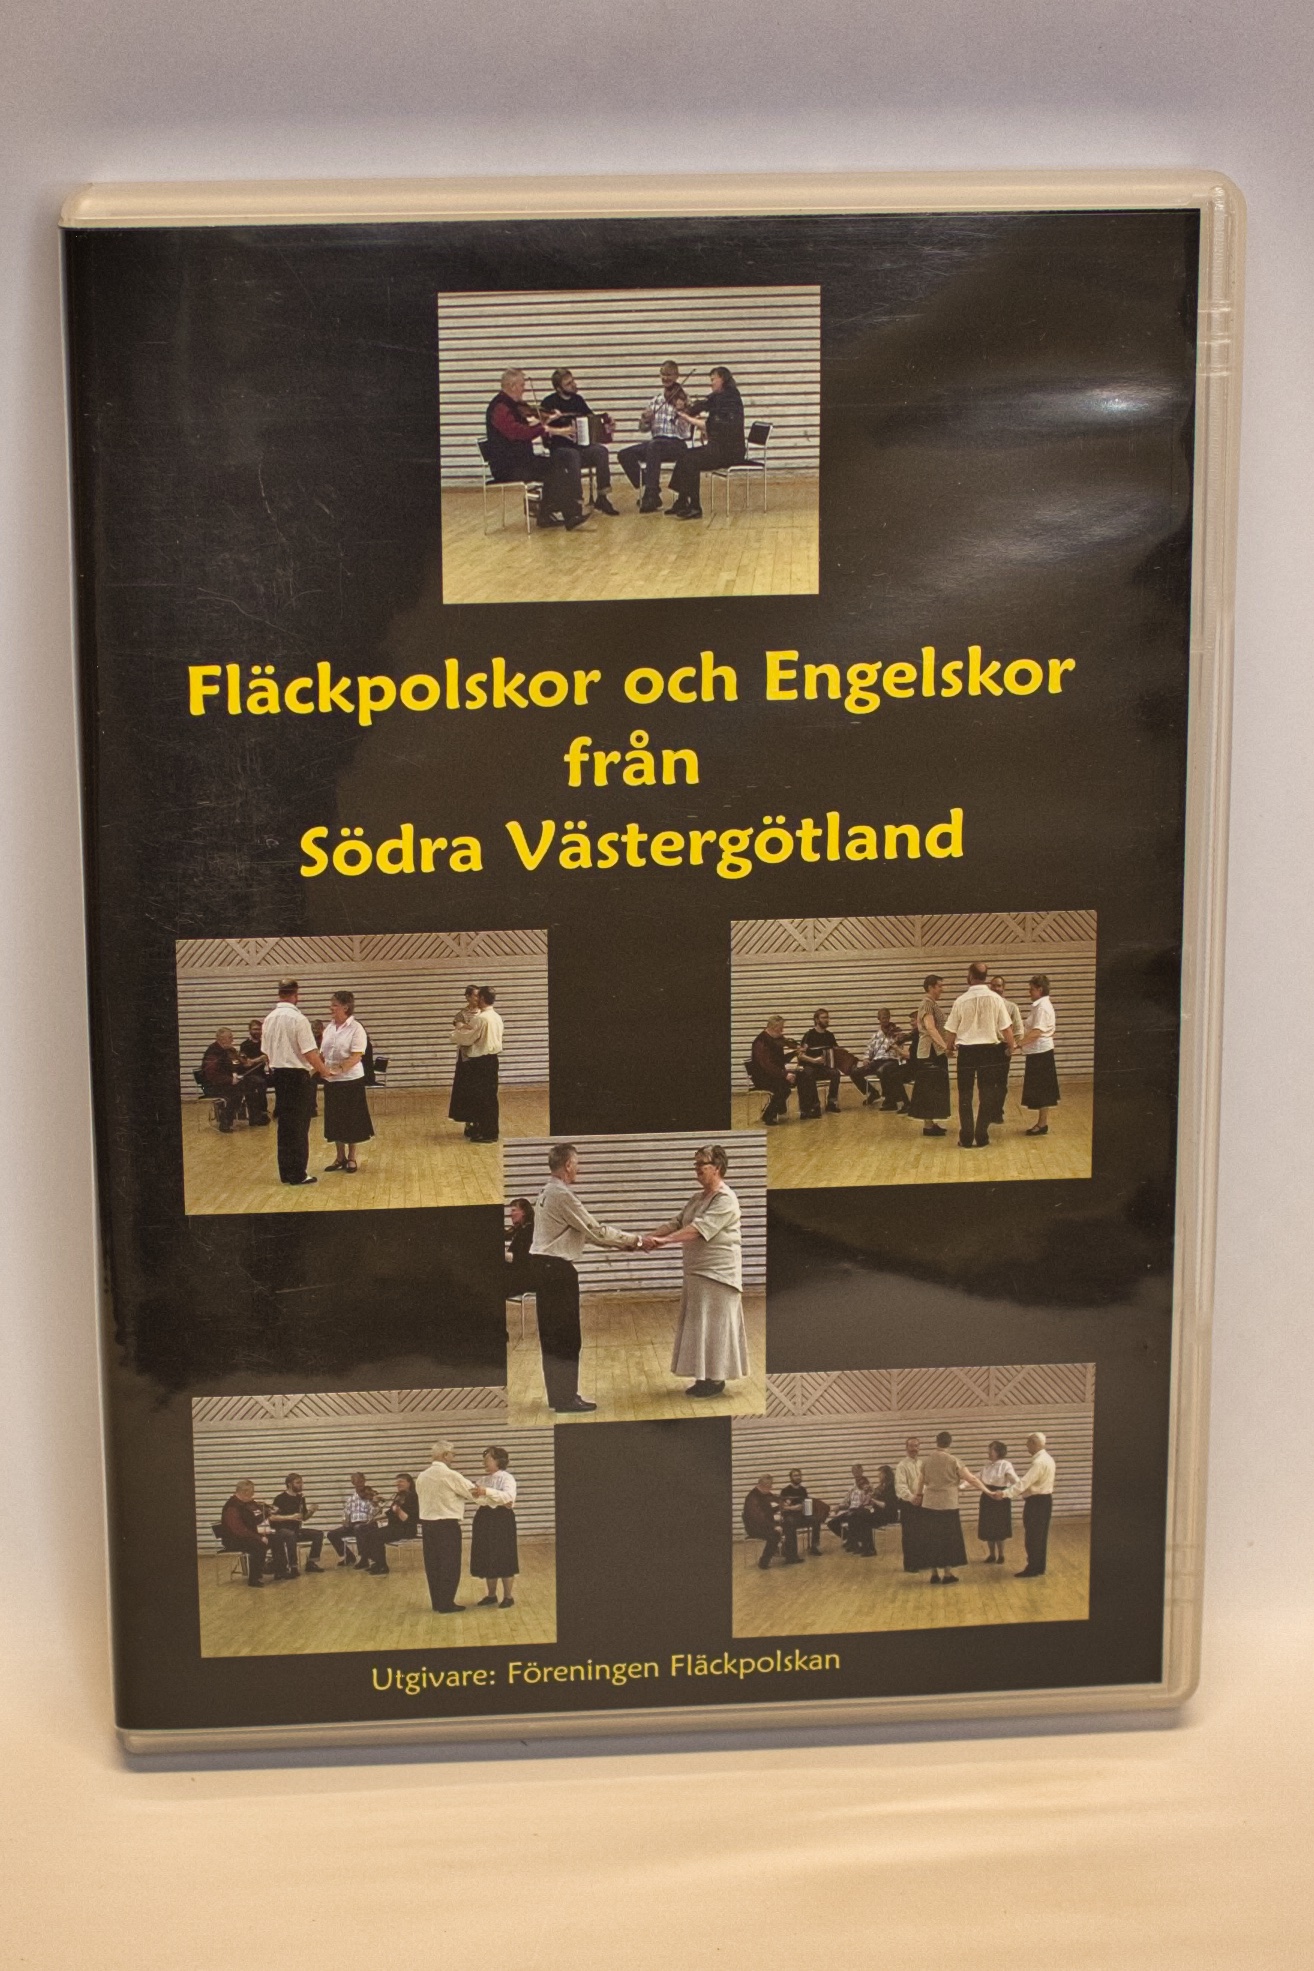 Fläckpolskor och Engelskor
från
Södra Västergötland
Utgivare: Föreningen Fläckpolskan